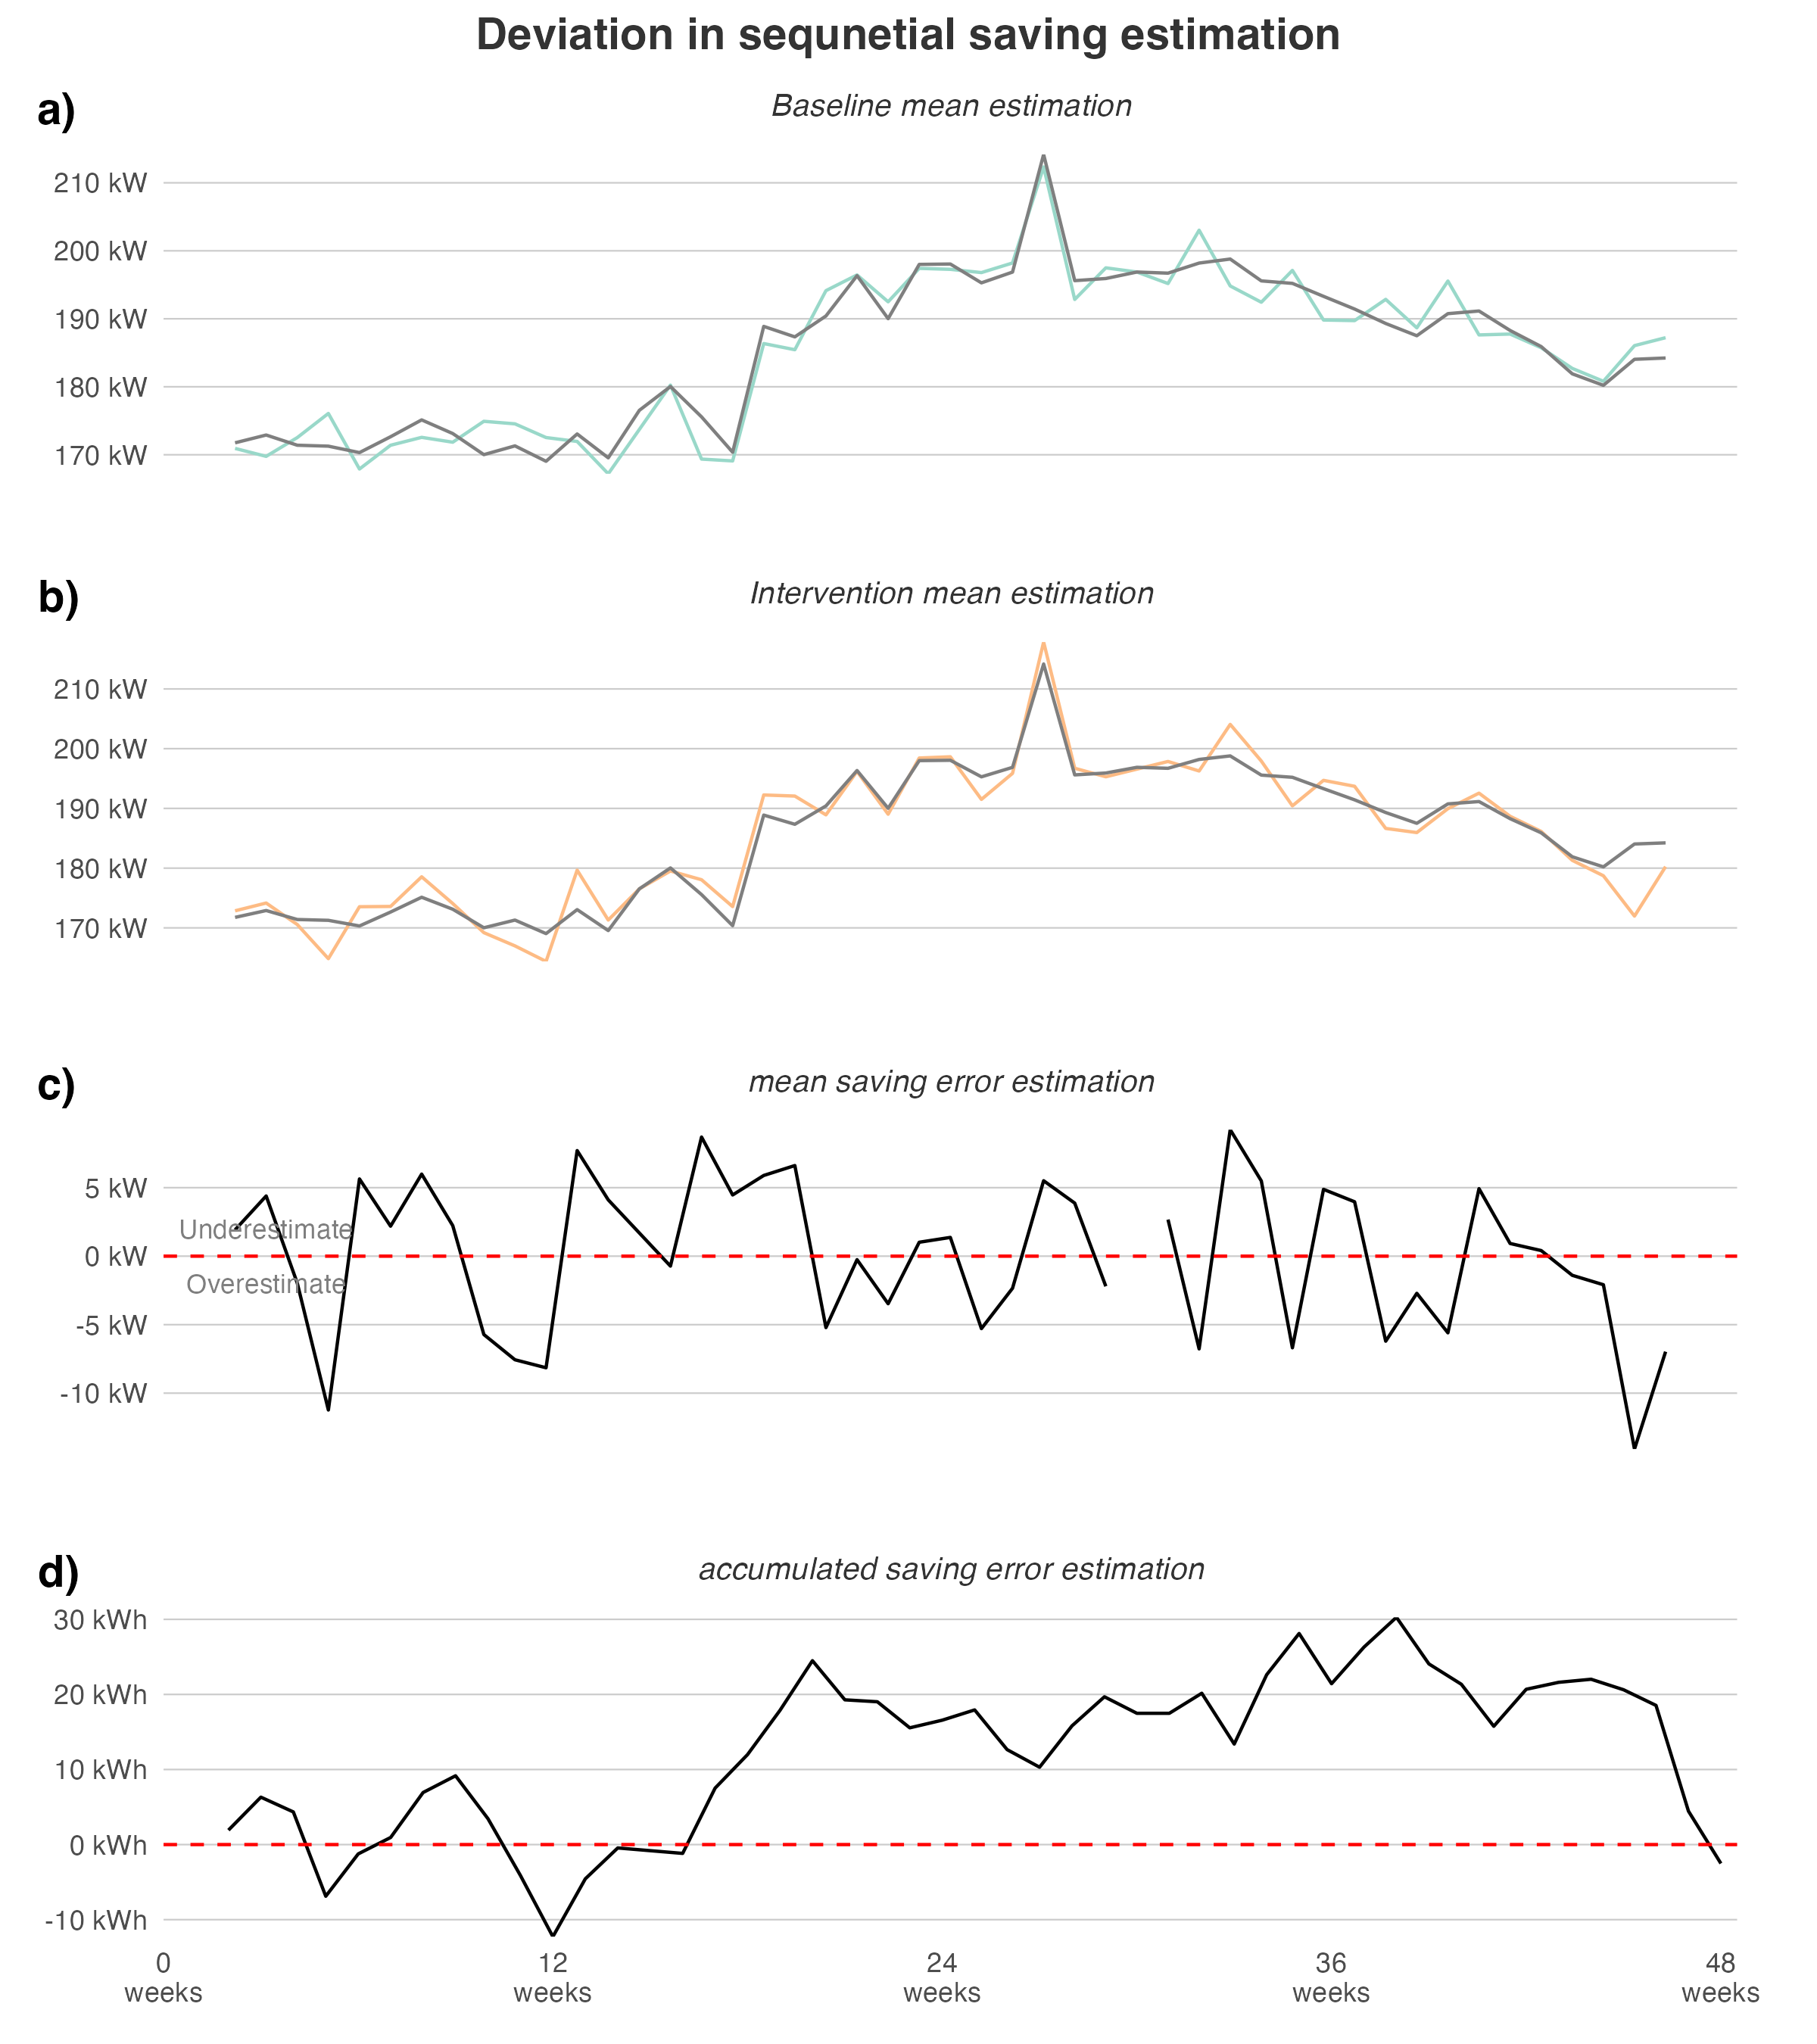 Deviation in sequnetial saving estimation
a)
Baseline mean estimation
210 kW
200 kW
190 kW
180 kW
170 kW
b)
Intervention mean estimation
210 kW
200 kW
190 kW
180 kW
170 kW
c)
mean saving error estimation
5 kW
Underestimate
0 kW
Overestimate
-5 kW
-10 kW
d)
accumulated saving error estimation
30 kWh
20 kWh
10 kWh
0 kWh
-10 kWh
0 12 24 36 48
weeks weeks weeks weeks weeks